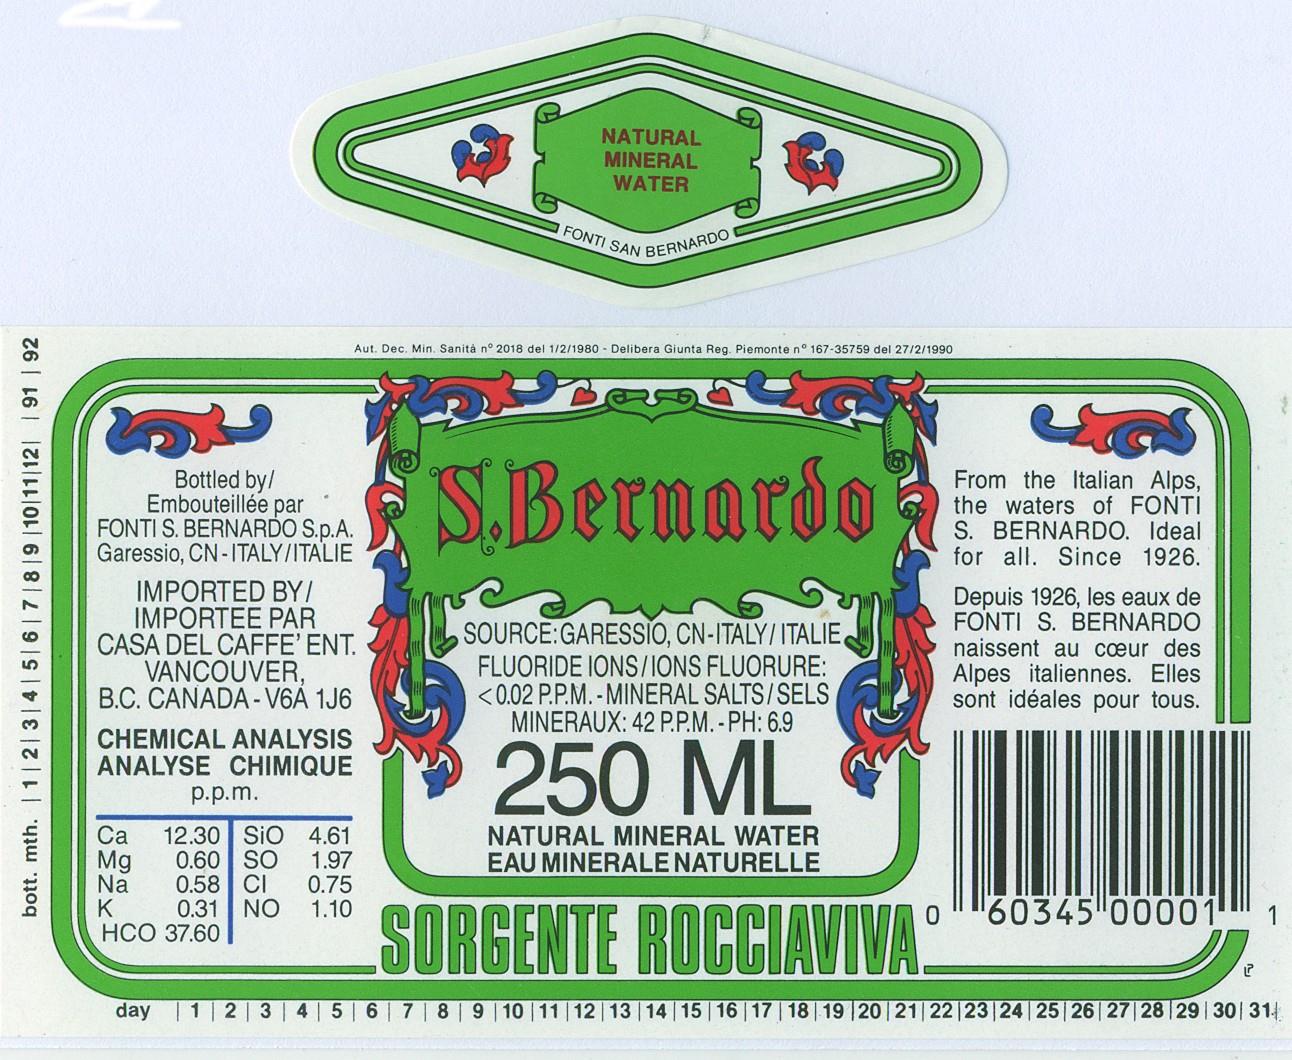 NATURAL
MINERAL
WATER
FONTI SAN BERNARDO
Aut. Dec. Min. Sanità nº 2018 del 1/2/1980 - Delibera Giunta Reg. Piemonte nº 167-35759 del 27/2/1990
bott. mth. | 1 | 2 | 3 | 4 | 5 | 6 | 7 | 8 | 9 | 10 | 11 | 12 | | 91 | 92
Bottled by/
Embouteillée par
FONTI S. BERNARDO S.p.A.
Garessio, CN - ITALY/ITALIE
IMPORTED BY/
IMPORTEE PAR
CASA DEL CAFFE' ENT.
VANCOUVER,
B.C. CANADA - V6A 1J6
CHEMICAL ANALYSIS
ANALYSE CHIMIQUE
p.p.m.
Ca 12.30 SiO 4.61
Mg 0.60 SO 1.97
Na 0.58 Cl 0.75
K 0.31 NO 1.10
HCO 37.60
S.Bernardo
SOURCE: GARESSIO, CN-ITALY/ITALIE
FLUORIDE IONS/IONS FLUORURE:
<0.02 P.P.M. - MINERAL SALTS/SELS
MINERAUX: 42 P.P.M. - PH: 6.9
250 ML
NATURAL MINERAL WATER
EAU MINERALE NATURELLE
SORGENTE ROCCIAVIVA
From the Italian Alps,
the waters of FONTI
S. BERNARDO. Ideal
for all. Since 1926.
Depuis 1926, les eaux de
FONTI S. BERNARDO
naissent au cœur des
Alpes italiennes. Elles
sont idéales pour tous.
0 60345 00001 1
day | 1 | 2 | 3 | 4 | 5 | 6 | 7 | 8 | 9 | 10 | 11 | 12 | 13 | 14 | 15 | 16 | 17 | 18 | 19 | 20 | 21 | 22 | 23 | 24 | 25 | 26 | 27 | 28 | 29 | 30 | 31